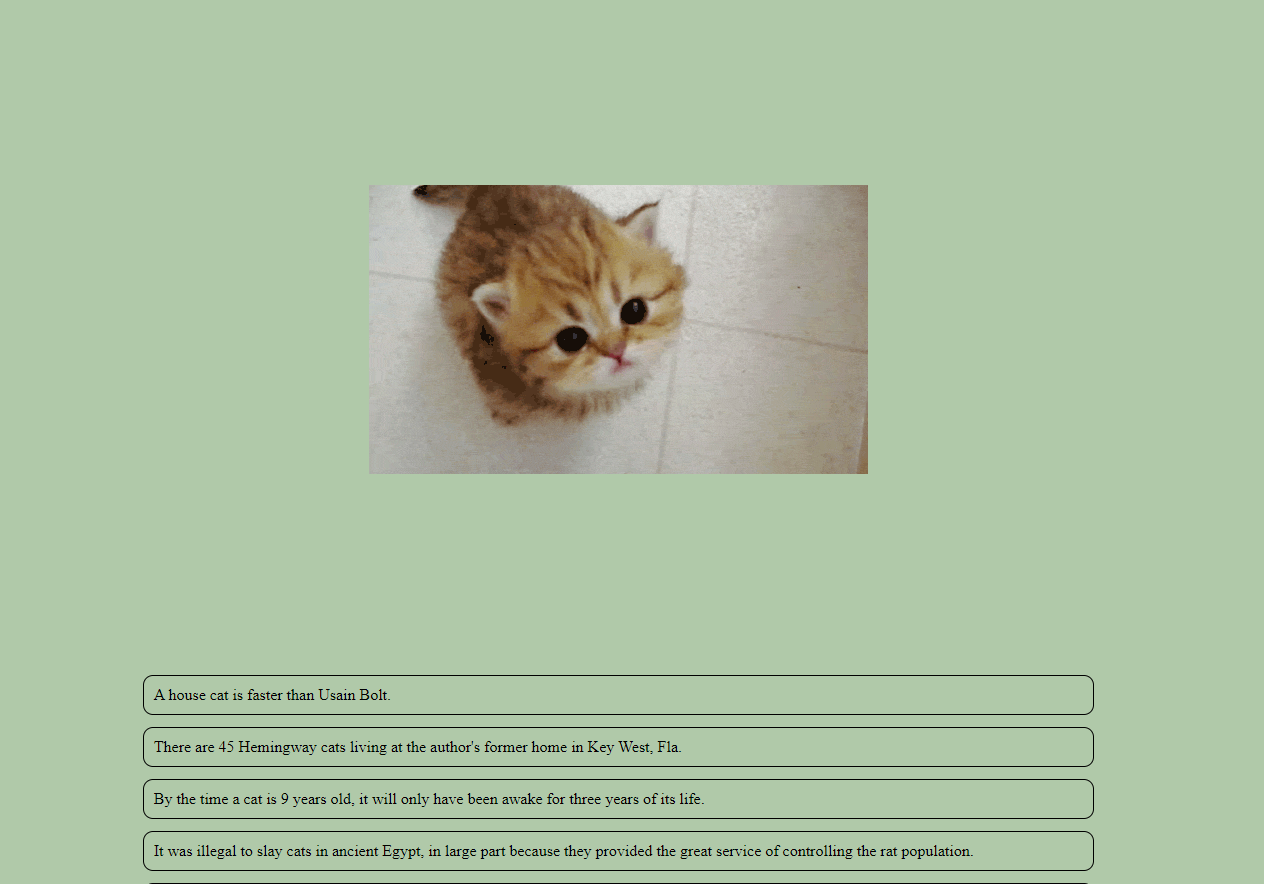 A house cat is faster than Usain Bolt.
There are 45 Hemingway cats living at the author's former home in Key West, Fla.
By the time a cat is 9 years old, it will only have been awake for three years of its life.
It was illegal to slay cats in ancient Egypt, in large part because they provided the great service of controlling the rat population.